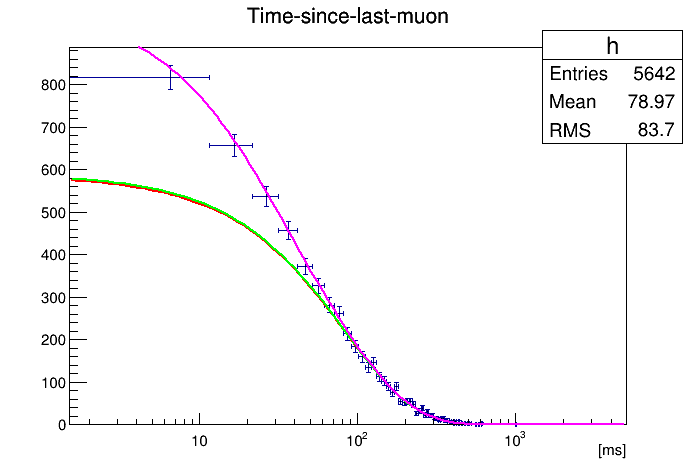 Time-since-last-muon
h
Entries 5642
Mean 78.97
RMS 83.7
800
700
600
500
400
300
200
100
0
10
10²
10³
[ms]